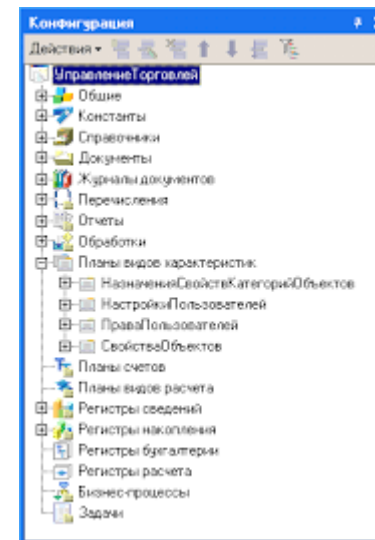 Конфигурация
Действия
УправлениеТорговлей
Общие
Константы
Справочники
Документы
Журналы документов
Перечисления
Отчеты
Обработки
Планы видов характеристик
НазначенияСвойствКатегорийОбъектов
НастройкиПользователей
ПраваПользователей
СвойстваОбъектов
Планы счетов
Планы видов расчета
Регистры сведений
Регистры накопления
Регистры бухгалтерии
Регистры расчета
Бизнес-процессы
Задачи